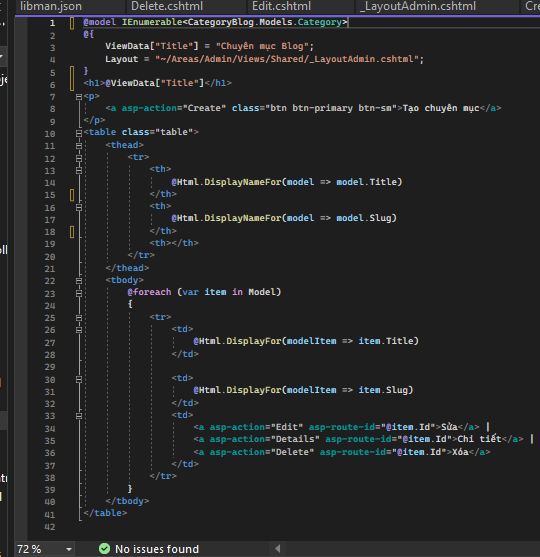 libman.json Delete.cshtml Edit.cshtml _LayoutAdmin.cshtml
1 @model IEnumerable<CategoryBlog.Models.Category>
2 @{
3 ViewData["Title"] = "Chuyên mục Blog";
4 Layout = "~/Areas/Admin/Views/Shared/_LayoutAdmin.cshtml";
5 }
6 <h1>@ViewData["Title"]</h1>
7 <p>
8 <a asp-action="Create" class="btn btn-primary btn-sm">Tạo chuyên mục</a>
9 </p>
10 <table class="table">
11 <thead>
12 <tr>
13 <th>
14 @Html.DisplayNameFor(model => model.Title)
15 </th>
16 <th>
17 @Html.DisplayNameFor(model => model.Slug)
18 </th>
19 <th></th>
20 </tr>
21 </thead>
22 <tbody>
23 @foreach (var item in Model)
24 {
25 <tr>
26 <td>
27 @Html.DisplayFor(modelItem => item.Title)
28 </td>
29
30 <td>
31 @Html.DisplayFor(modelItem => item.Slug)
32 </td>
33 <td>
34 <a asp-action="Edit" asp-route-id="@item.Id">Sửa</a> |
35 <a asp-action="Details" asp-route-id="@item.Id">Chi tiết</a> |
36 <a asp-action="Delete" asp-route-id="@item.Id">Xóa</a>
37 </td>
38 </tr>
39 }
40 </tbody>
41 </table>
42
72 % No issues found